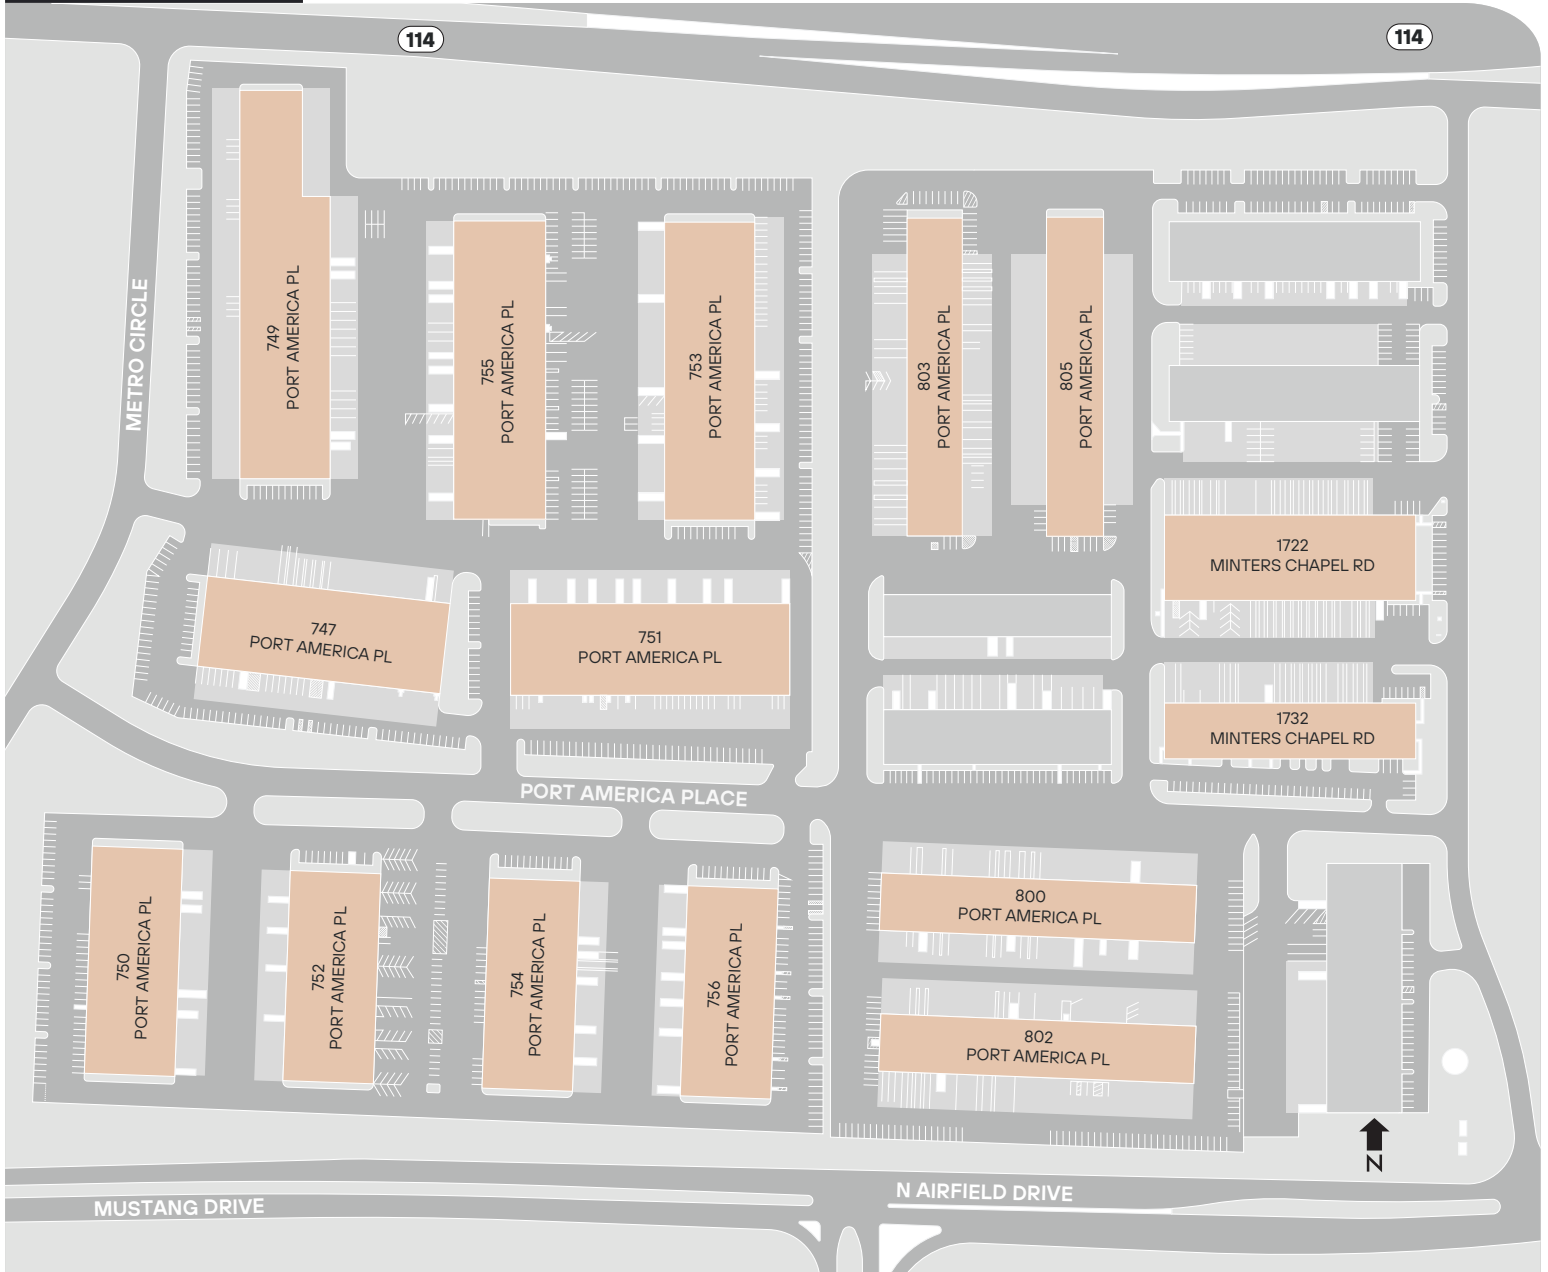 114
114
METRO CIRCLE
749
PORT AMERICA PL
755
PORT AMERICA PL
753
PORT AMERICA PL
803
PORT AMERICA PL
805
PORT AMERICA PL
1722
MINTERS CHAPEL RD
747
PORT AMERICA PL
751
PORT AMERICA PL
1732
MINTERS CHAPEL RD
PORT AMERICA PLACE
750
PORT AMERICA PL
752
PORT AMERICA PL
754
PORT AMERICA PL
756
PORT AMERICA PL
800
PORT AMERICA PL
802
PORT AMERICA PL
N
N AIRFIELD DRIVE
MUSTANG DRIVE